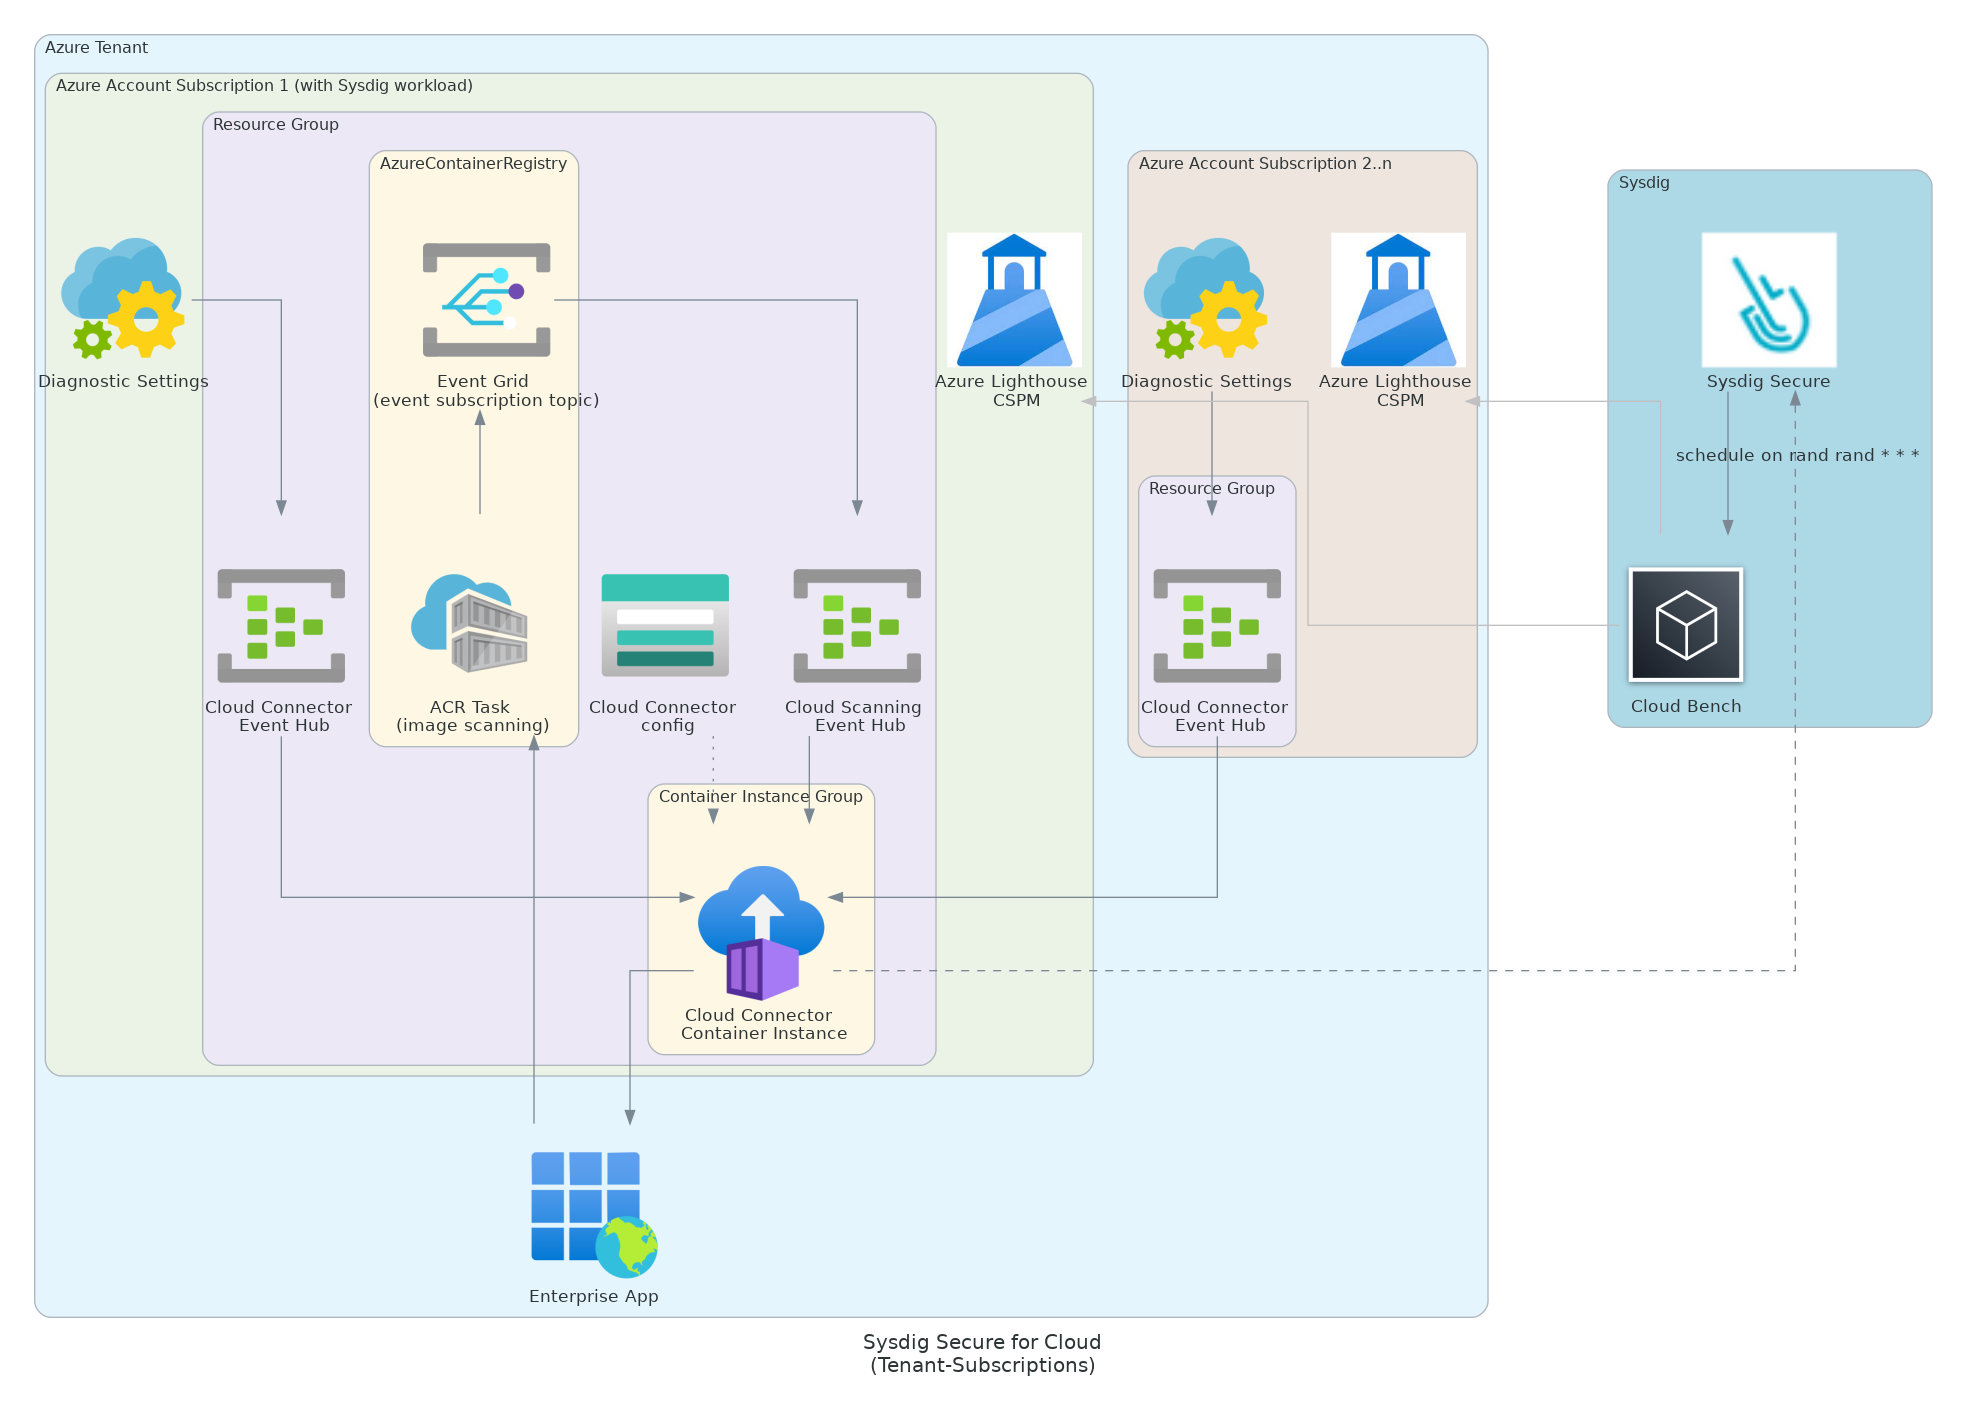 Azure Tenant
Azure Account Subscription 1 (with Sysdig workload)
Resource Group
AzureContainerRegistry
Azure Account Subscription 2..n
Sysdig
Diagnostic Settings
Event Grid
(event subscription topic)
Azure Lighthouse
CSPM
Diagnostic Settings
Azure Lighthouse
CSPM
Sysdig Secure
schedule on rand rand * * *
Resource Group
Cloud Connector
Event Hub
ACR Task
(image scanning)
Cloud Connector
config
Cloud Scanning
Event Hub
Cloud Connector
Event Hub
Cloud Bench
Container Instance Group
Cloud Connector
Container Instance
Enterprise App
Sysdig Secure for Cloud
(Tenant-Subscriptions)